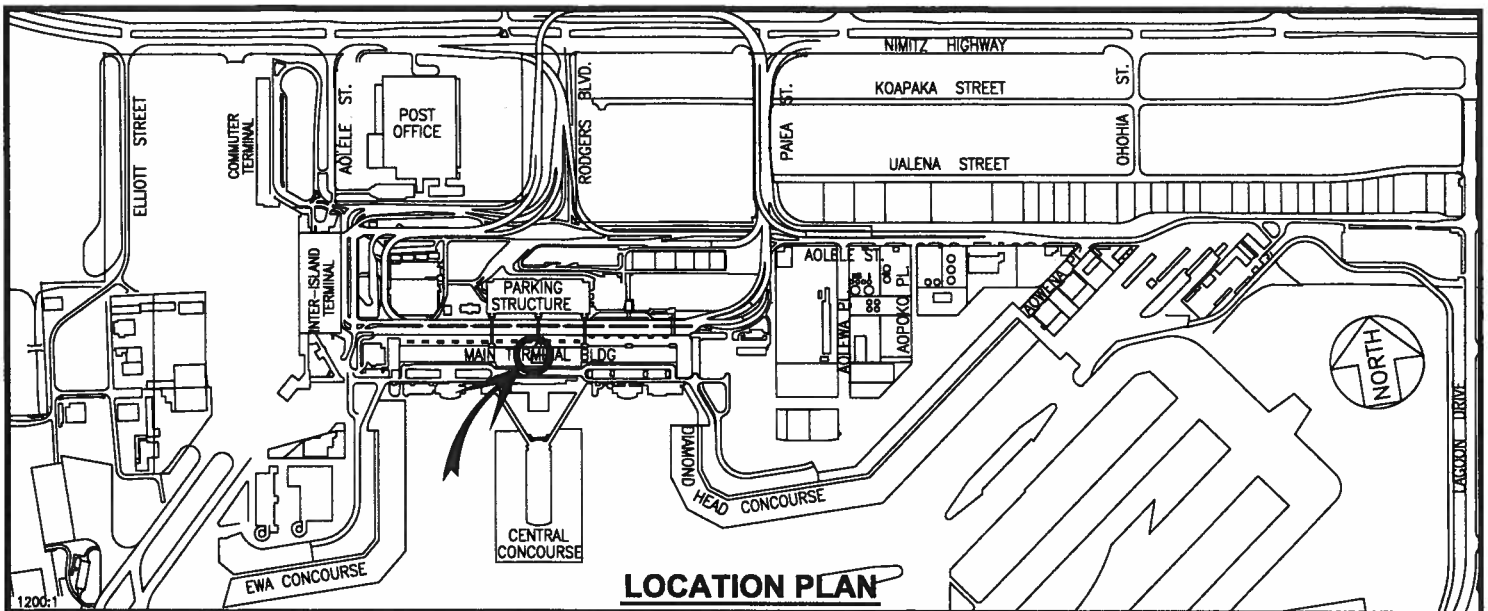 NIMITZ HIGHWAY
ELLIOTT STREET
COMMUTER
TERMINAL
AOLELE ST.
POST
OFFICE
RODGERS BLVD.
PAIEA ST.
KOAPAKA STREET
OHOHIA ST.
UALENA STREET
INTER-ISLAND
TERMINAL
PARKING
STRUCTURE
AOLELE ST.
AOLEWA PL.
AOPOKO PL.
AOWENA PL.
MAIN TERMINAL BLDG
NORTH
LAGOON DRIVE
DIAMOND
HEAD CONCOURSE
CENTRAL
CONCOURSE
EWA CONCOURSE
LOCATION PLAN
1200:1